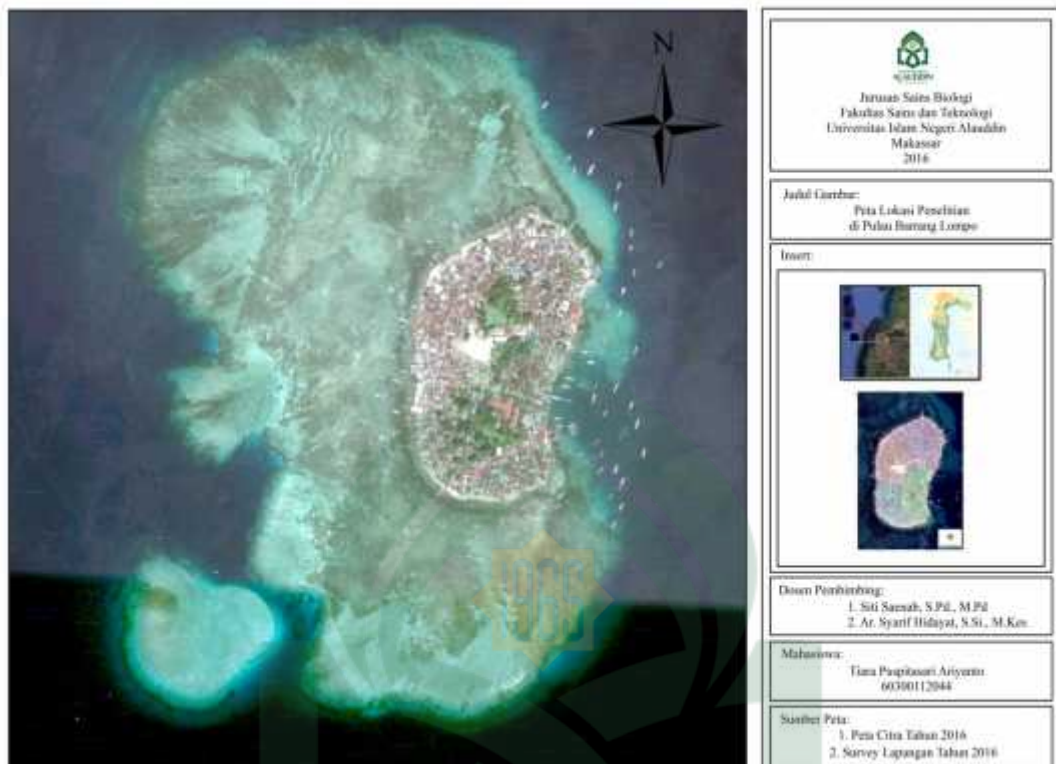 N
1965
ALAUDDIN
Jurusan Sains Biologi
Fakultas Sains dan Teknologi
Universitas Islam Negeri Alauddin
Makassar
2016
Judul Gambar:
Peta Lokasi Penelitian
di Pulau Barrang Lompo
Insert:
Dosen Pembimbing:
1. Siti Saenab, S.Pd., M.Pd
2. Ar. Syarif Hidayat, S.Si., M.Kes
Mahasiswa:
Tiara Puspitasari Ariyanto
60300112044
Sumber Peta:
1. Peta Citra Tahun 2016
2. Survey Lapangan Tahun 2016